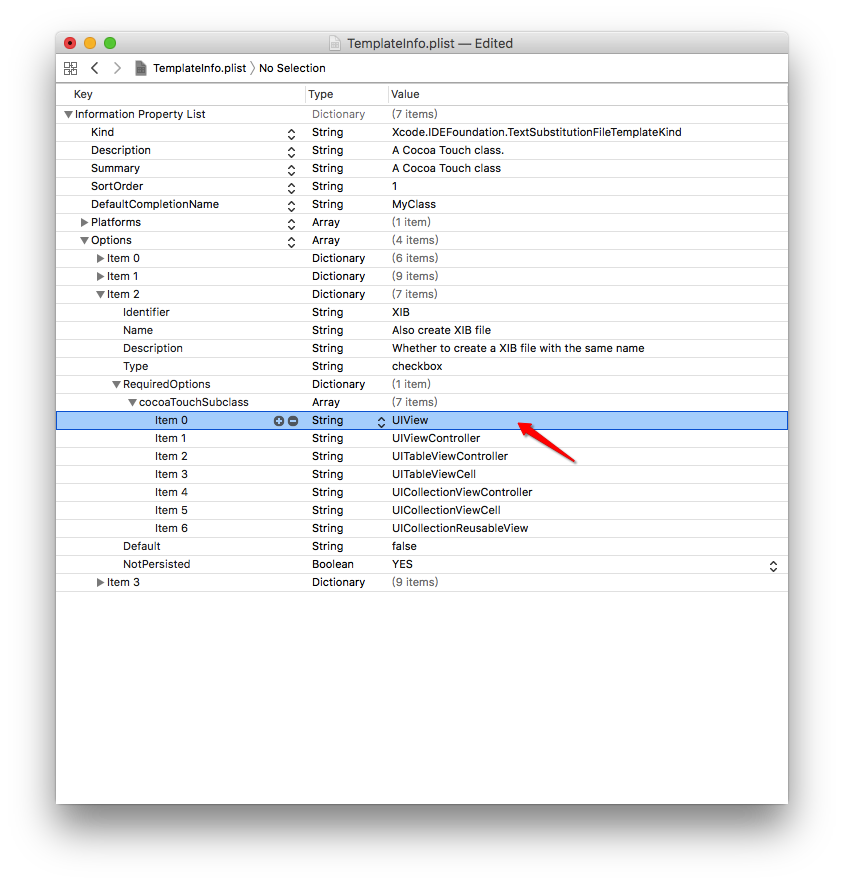 TemplateInfo.plist — Edited
TemplateInfo.plist No Selection
Key Type Value
Information Property List Dictionary (7 items)
Kind String Xcode.IDEFoundation.TextSubstitutionFileTemplateKind
Description String A Cocoa Touch class.
Summary String A Cocoa Touch class
SortOrder String 1
DefaultCompletionName String MyClass
Platforms Array (1 item)
Options Array (4 items)
Item 0 Dictionary (6 items)
Item 1 Dictionary (9 items)
Item 2 Dictionary (7 items)
Identifier String XIB
Name String Also create XIB file
Description String Whether to create a XIB file with the same name
Type String checkbox
RequiredOptions Dictionary (1 item)
cocoaTouchSubclass Array (7 items)
Item 0 String UIView
Item 1 String UIViewController
Item 2 String UITableViewController
Item 3 String UITableViewCell
Item 4 String UICollectionViewController
Item 5 String UICollectionViewCell
Item 6 String UICollectionReusableView
Default String false
NotPersisted Boolean YES
Item 3 Dictionary (9 items)